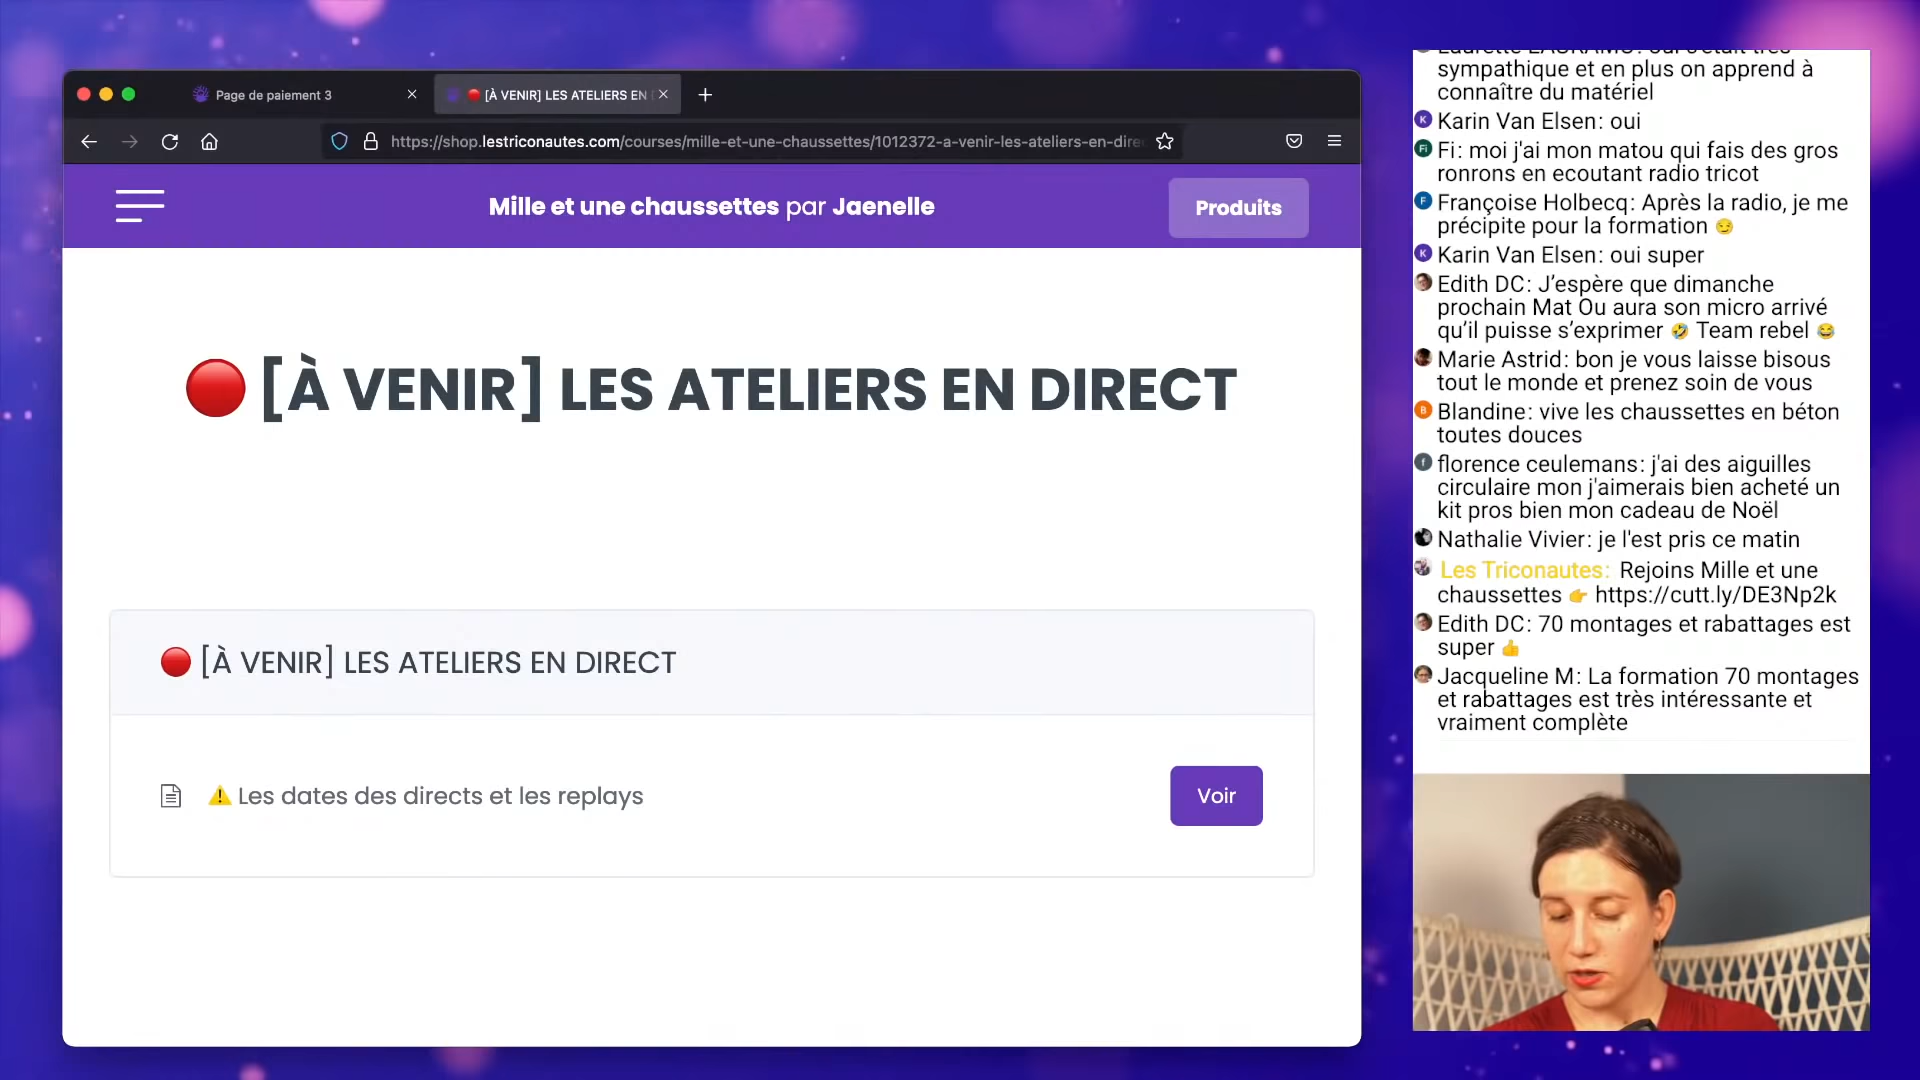 Page de paiement 3
[À VENIR] LES ATELIERS EN
https://shop.lestriconautes.com/courses/mille-et-une-chaussettes/1012372-a-venir-les-ateliers-en-dire
Mille et une chaussettes par Jaenelle
Produits
🔴 [À VENIR] LES ATELIERS EN DIRECT
🔴 [À VENIR] LES ATELIERS EN DIRECT
⚠️ Les dates des directs et les replays
Voir
sympathique et en plus on apprend à
connaître du matériel
K Karin Van Elsen: oui
Fi Fi: moi j'ai mon matou qui fais des gros
ronrons en ecoutant radio tricot
F Françoise Holbecq: Après la radio, je me
précipite pour la formation 😏
K Karin Van Elsen: oui super
Edith DC: J’espère que dimanche
prochain Mat Ou aura son micro arrivé
qu’il puisse s’exprimer 🤣 Team rebel 😂
Marie Astrid: bon je vous laisse bisous
tout le monde et prenez soin de vous
B Blandine: vive les chaussettes en béton
toutes douces
f florence ceulemans: j'ai des aiguilles
circulaire mon j'aimerais bien acheté un
kit pros bien mon cadeau de Noël
Nathalie Vivier: je l'est pris ce matin
Les Triconautes: Rejoins Mille et une
chaussettes 👉 https://cutt.ly/DE3Np2k
Edith DC: 70 montages et rabattages est
super 👍
Jacqueline M: La formation 70 montages
et rabattages est très intéressante et
vraiment complète